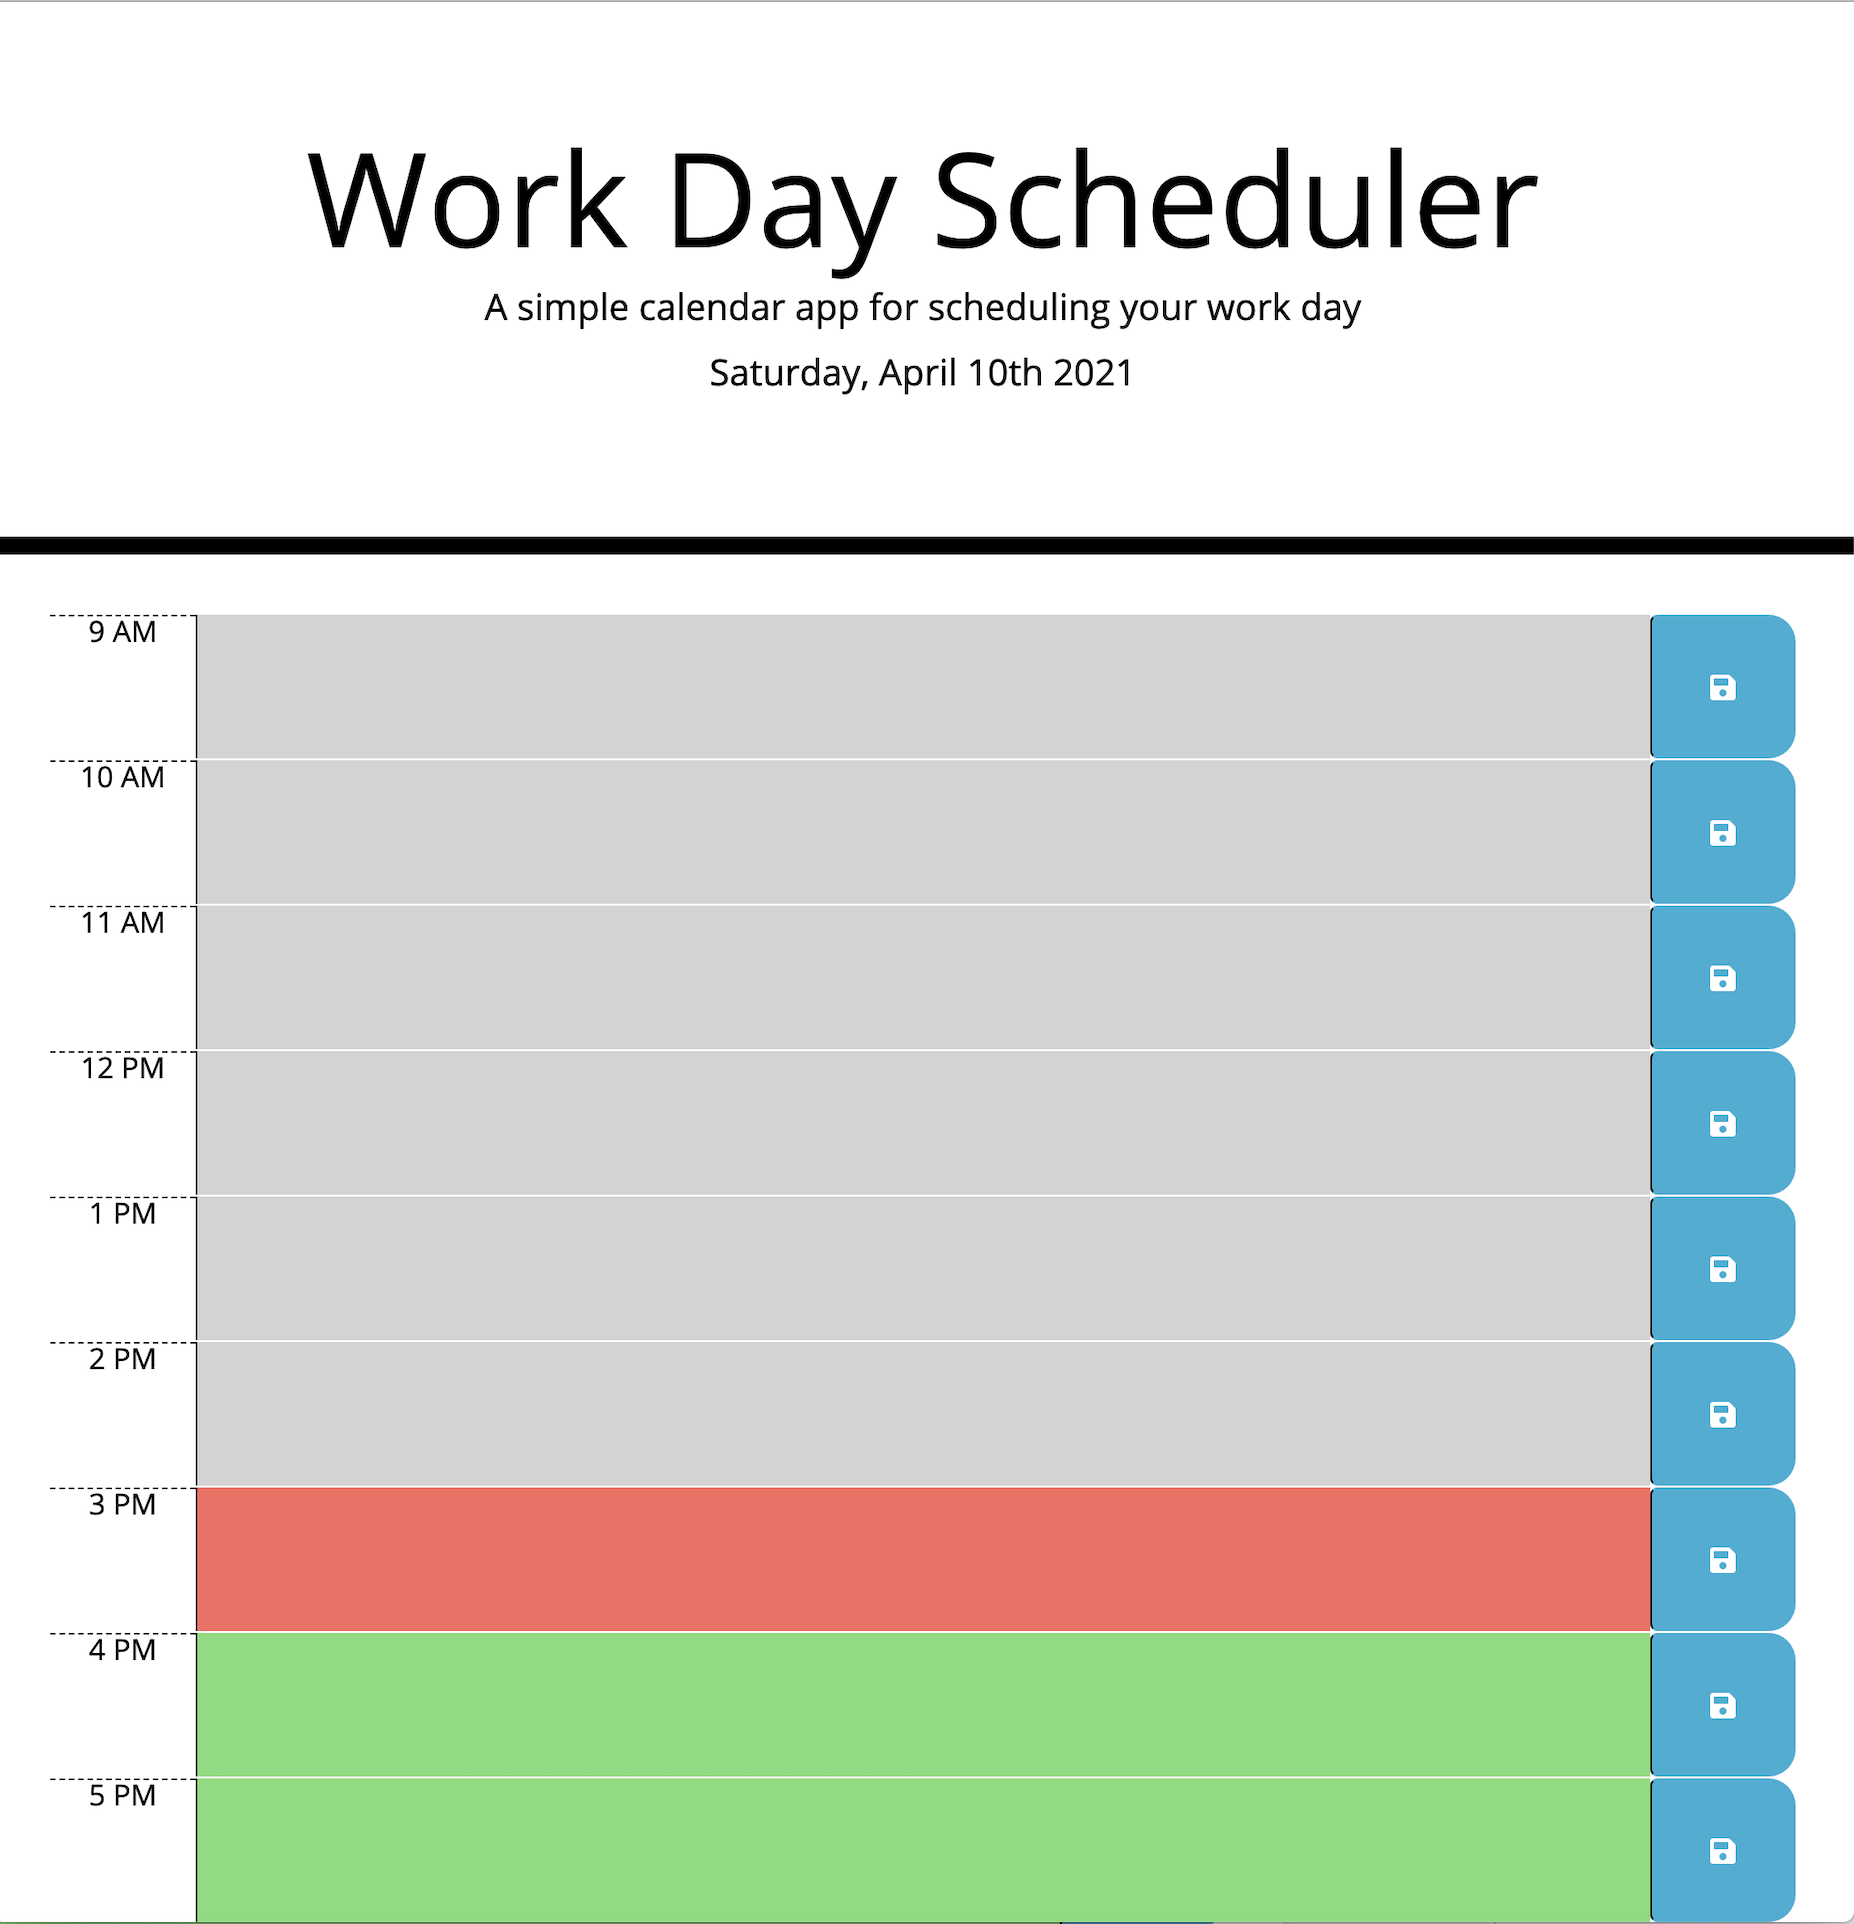 Work Day Scheduler
A simple calendar app for scheduling your work day
Saturday, April 10th 2021
9 AM
10 AM
11 AM
12 PM
1 PM
2 PM
3 PM
4 PM
5 PM